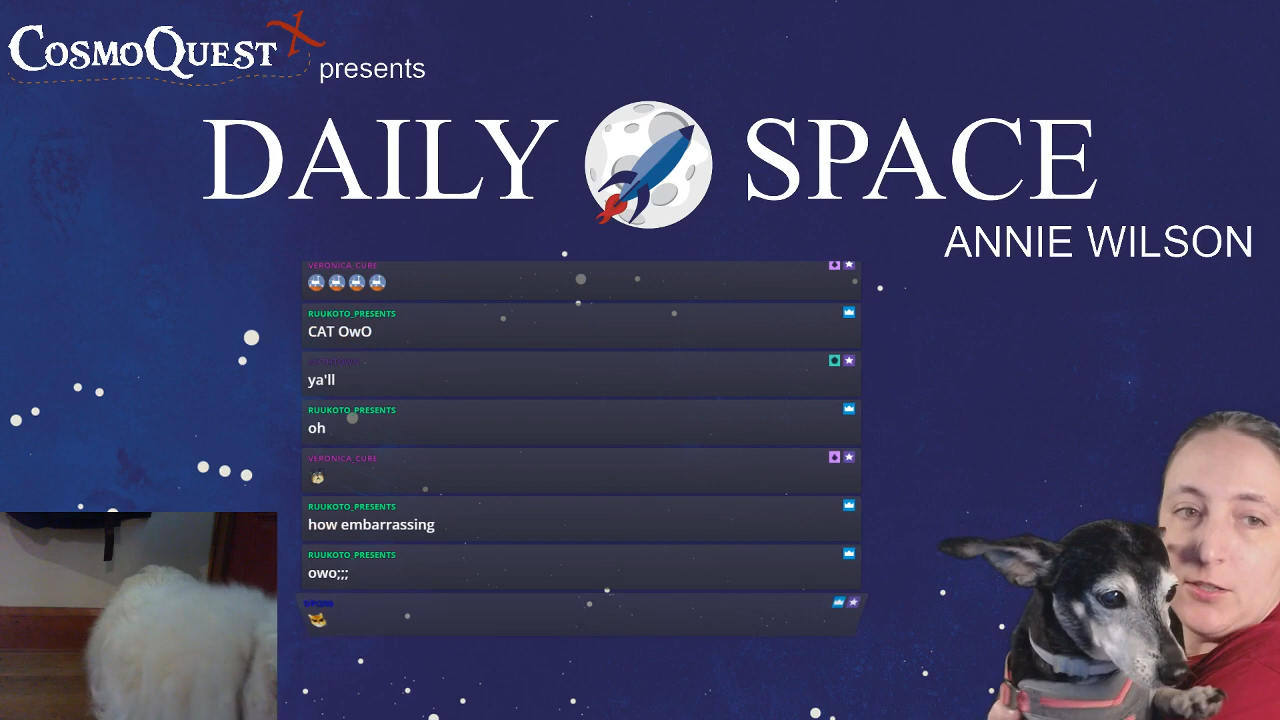 COSMOQUEST X
presents
DAILY SPACE
ANNIE WILSON
VERONICA_CURE
RUUKOTO_PRESENTS
CAT OwO
ya'll
RUUKOTO_PRESENTS
oh
VERONICA_CURE
RUUKOTO_PRESENTS
how embarrassing
RUUKOTO_PRESENTS
owo;;;